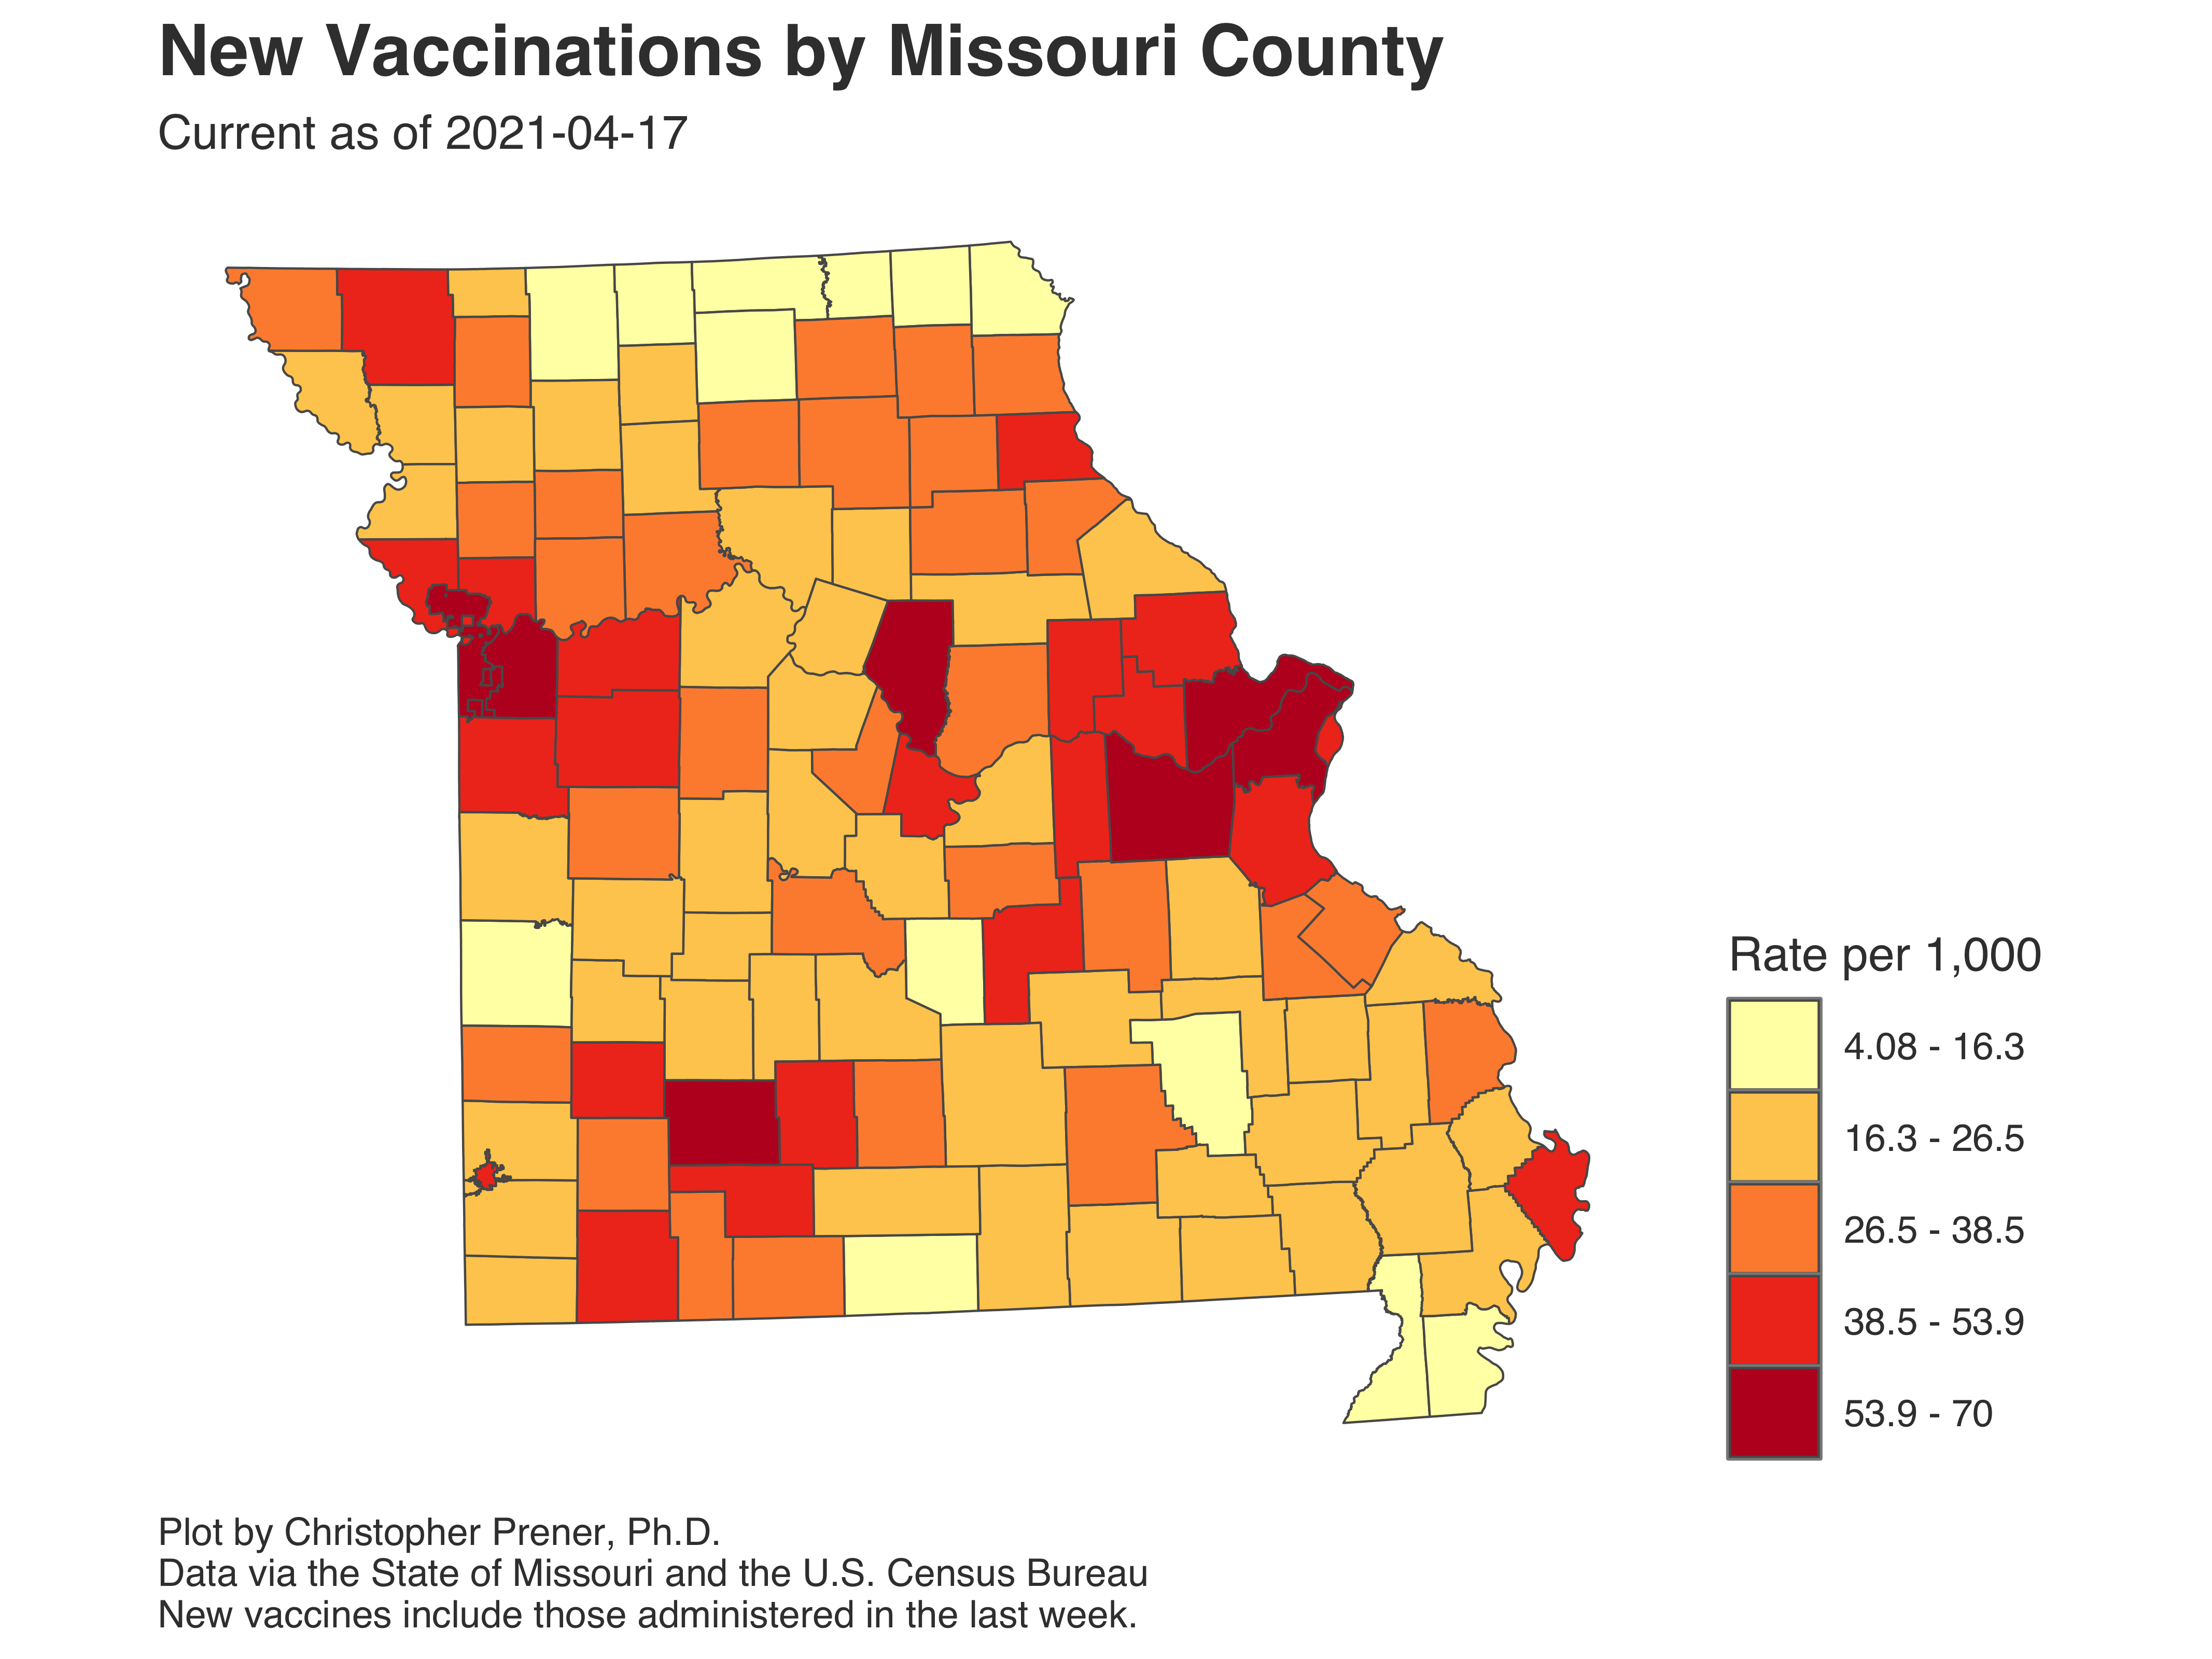 New Vaccinations by Missouri County
Current as of 2021-04-17
Rate per 1,000
4.08 - 16.3
16.3 - 26.5
26.5 - 38.5
38.5 - 53.9
53.9 - 70
Plot by Christopher Prener, Ph.D.
Data via the State of Missouri and the U.S. Census Bureau
New vaccines include those administered in the last week.